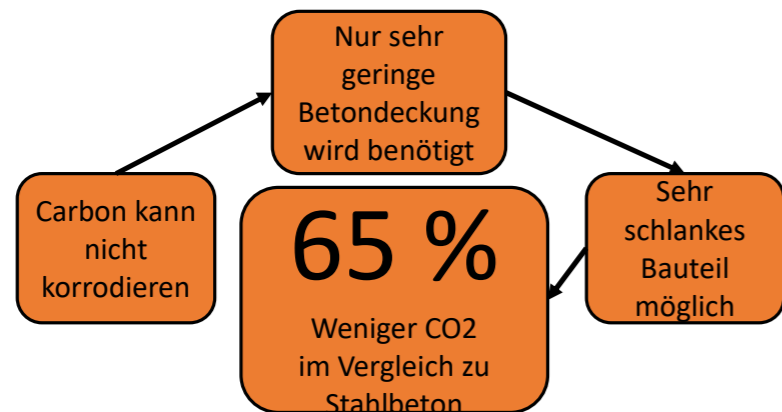 Nur sehr
geringe
Betondeckung
wird benötigt
Carbon kann
nicht
korrodieren
65 %
Weniger CO2
im Vergleich zu
Stahlbeton
Sehr
schlankes
Bauteil
möglich